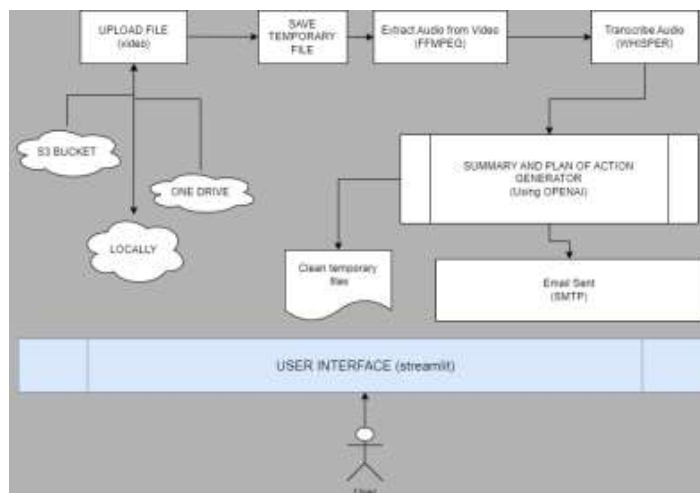 UPLOAD FILE
(video)
SAVE
TEMPORARY
FILE
Extract Audio from Video
(FFMPEG)
Transcribe Audio
(WHISPER)
S3 BUCKET
ONE DRIVE
LOCALLY
SUMMARY AND PLAN OF ACTION
GENERATOR
(Using OPENAI)
Clean temporary
files
Email Sent
(SMTP)
USER INTERFACE (streamlit)
User